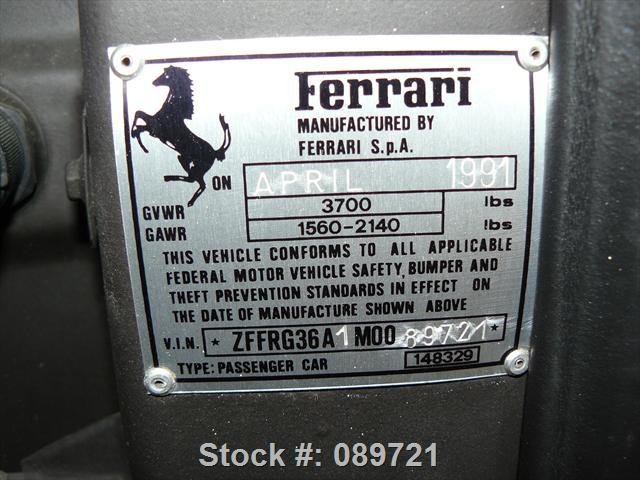 Ferrari
MANUFACTURED BY
FERRARI S.p.A.
ON APRIL 1991
GVWR 3700 lbs
GAWR 1560-2140 lbs
THIS VEHICLE CONFORMS TO ALL APPLICABLE
FEDERAL MOTOR VEHICLE SAFETY, BUMPER AND
THEFT PREVENTION STANDARDS IN EFFECT ON
THE DATE OF MANUFACTURE SHOWN ABOVE
V.I.N. * ZFFRG36A1M0089721 *
TYPE: PASSENGER CAR 148329
Stock #: 089721